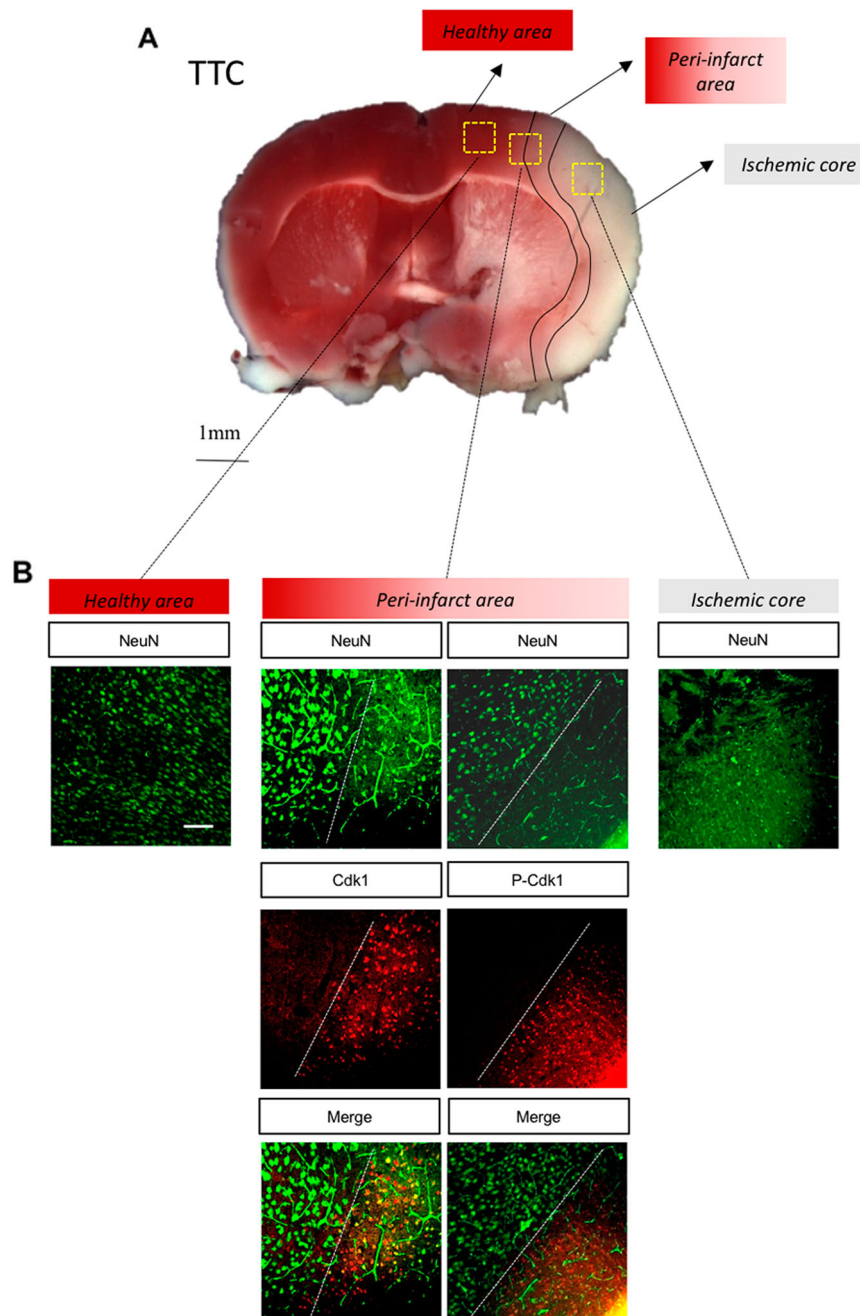 A
TTC
Healthy area
Peri-infarct
area
Ischemic core
1mm
B
Healthy area
Peri-infarct area
Ischemic core
NeuN
NeuN
NeuN
NeuN
Cdk1
P-Cdk1
Merge
Merge